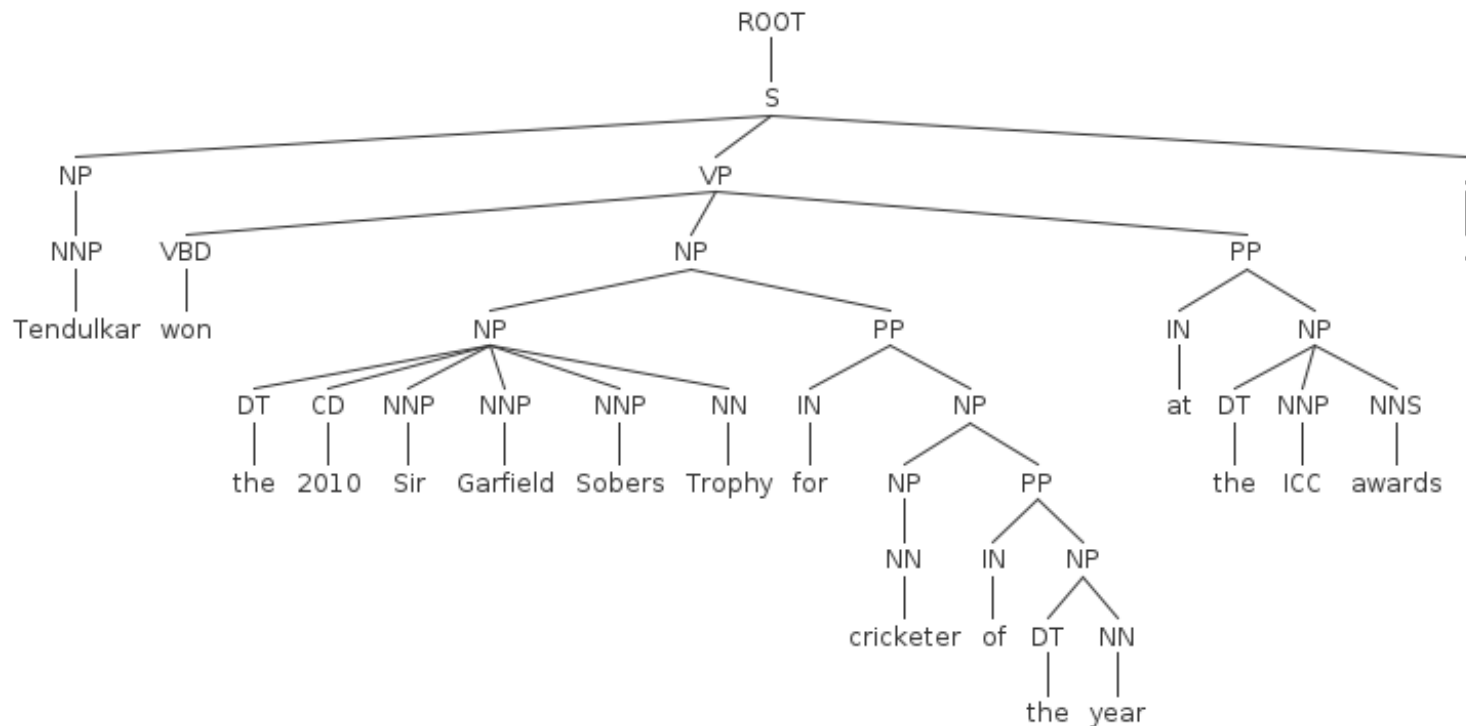 ROOT
S
NP VP
NNP VBD NP PP
Tendulkar won NP PP IN NP
DT CD NNP NNP NNP NN IN NP at DT NNP NNS
the 2010 Sir Garfield Sobers Trophy for NP PP the ICC awards
NN IN NP
cricketer of DT NN
the year